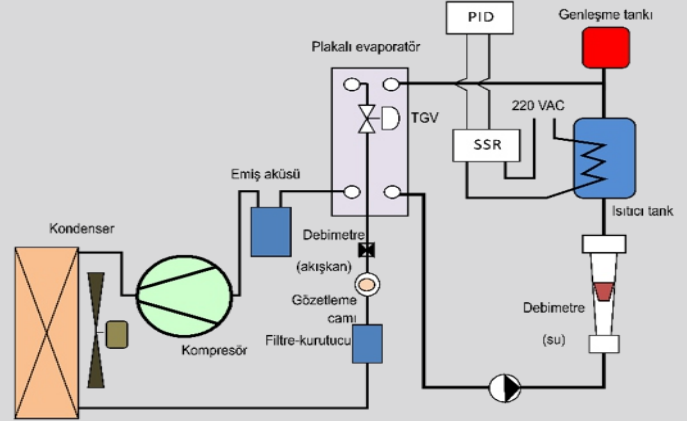 PID
Genleşme tankı
Plakalı evaporatör
220 VAC
TGV
SSR
Emiş aküsü
Isıtıcı tank
Kondenser
Debimetre
(akışkan)
Gözetleme
camı
Debimetre
(su)
Kompresör
Filtre-kurutucu